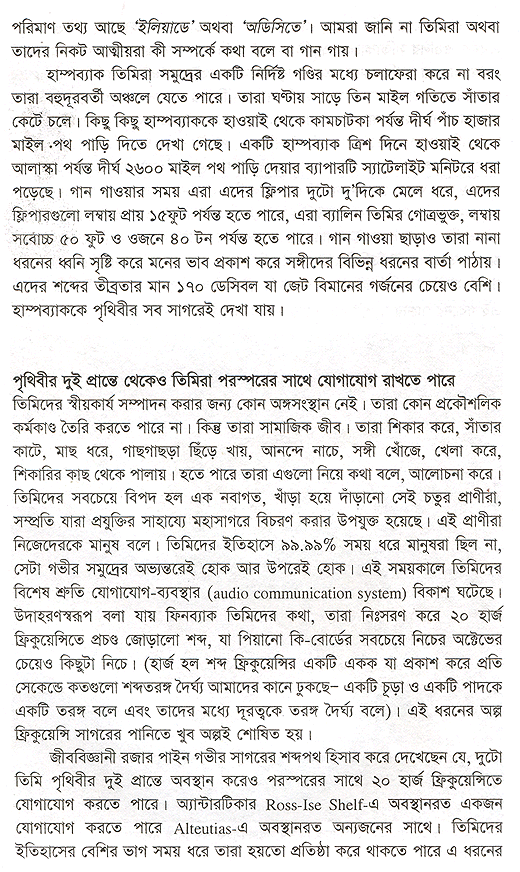 পরিমাণ তথ্য আছে ‘ইলিয়াডে’ অথবা ‘অডিসিতে’। আমরা জানি না তিমিরা অথবা
তাদের নিকট আত্মীয়রা কী সম্পর্কে কথা বলে বা গান গায়।
হাম্পব্যাক তিমিরা সমুদ্রের একটি নির্দিষ্ট গণ্ডির মধ্যে চলাফেরা করে না বরং
তারা বহুদূরবর্তী অঞ্চলে যেতে পারে। তারা ঘণ্টায় সাড়ে তিন মাইল গতিতে সাঁতার
কেটে চলে। কিছু কিছু হাম্পব্যাককে হাওয়াই থেকে কামচাটকা পর্যন্ত দীর্ঘ পাঁচ হাজার
মাইল পথ পাড়ি দিতে দেখা গেছে। একটি হাম্পব্যাক ত্রিশ দিনে হাওয়াই থেকে
আলাস্কা পর্যন্ত দীর্ঘ ২৬০০ মাইল পথ পাড়ি দেয়ার ব্যাপারটি স্যাটেলাইট মনিটরে ধরা
পড়েছে। গান গাওয়ার সময় এরা এদের ফ্লিপার দুটো দু’দিকে মেলে ধরে, এদের
ফ্লিপারগুলো লম্বায় প্রায় ১৫ফুট পর্যন্ত হতে পারে, এরা ব্যালিন তিমির গোত্রভুক্ত, লম্বায়
সর্বোচ্চ ৫০ ফুট ও ওজনে ৪০ টন পর্যন্ত হতে পারে। গান গাওয়া ছাড়াও তারা নানা
ধরনের ধ্বনি সৃষ্টি করে মনের ভাব প্রকাশ করে সঙ্গীদের বিভিন্ন ধরনের বার্তা পাঠায়।
এদের শব্দের তীব্রতার মান ১৭০ ডেসিবল যা জেট বিমানের গর্জনের চেয়েও বেশি।
হাম্পব্যাককে পৃথিবীর সব সাগরেই দেখা যায়।
পৃথিবীর দুই প্রান্তে থেকেও তিমিরা পরস্পরের সাথে যোগাযোগ রাখতে পারে
তিমিদের স্বীয়কার্য সম্পাদন করার জন্য কোন অঙ্গসংস্থান নেই। তারা কোন প্রকৌশলিক
কর্মকাণ্ড তৈরি করতে পারে না। কিন্তু তারা সামাজিক জীব। তারা শিকার করে, সাঁতার
কাটে, মাছ ধরে, গাছগাছড়া ছিঁড়ে খায়, আনন্দে নাচে, সঙ্গী খোঁজে, খেলা করে,
শিকারির কাছ থেকে পালায়। হতে পারে তারা এগুলো নিয়ে কথা বলে, আলোচনা করে।
তিমিদের সবচেয়ে বিপদ হল এক নবাগত, খাঁড়া হয়ে দাঁড়ানো সেই চতুর প্রাণীরা,
সম্প্রতি যারা প্রযুক্তির সাহায্যে মহাসাগরে বিচরণ করার উপযুক্ত হয়েছে। এই প্রাণীরা
নিজেদেরকে মানুষ বলে। তিমিদের ইতিহাসে ৯৯.৯৯% সময় ধরে মানুষরা ছিল না,
সেটা গভীর সমুদ্রের অভ্যন্তরেই হোক আর উপরেই হোক। এই সময়কালে তিমিদের
বিশেষ শ্রুতি যোগাযোগ-ব্যবস্থার (audio communication system) বিকাশ ঘটেছে।
উদাহরণস্বরূপ বলা যায় ফিনব্যাক তিমিদের কথা, তারা নিঃসরণ করে ২০ হার্জ
ফ্রিকুয়েন্সিতে প্রচণ্ড জোড়ালো শব্দ, যা পিয়ানো কি-বোর্ডের সবচেয়ে নিচের অক্টেভের
চেয়েও কিছুটা নিচে। (হার্জ হল শব্দ ফ্রিকুয়েন্সির একটি একক যা প্রকাশ করে প্রতি
সেকেন্ডে কতগুলো শব্দতরঙ্গ দৈর্ঘ্য আমাদের কানে ঢুকছে– একটি চূড়া ও একটি পাদকে
একটি তরঙ্গ বলে এবং তাদের মধ্যে দূরত্বকে তরঙ্গ দৈর্ঘ্য বলে)। এই ধরনের অল্প
ফ্রিকুয়েন্সি সাগরের পানিতে খুব অল্পই শোষিত হয়।
জীববিজ্ঞানী রজার পাইন গভীর সাগরের শব্দপথ হিসাব করে দেখেছেন যে, দুটো
তিমি পৃথিবীর দুই প্রান্তে অবস্থান করেও পরস্পরের সাথে ২০ হার্জ ফ্রিকুয়েন্সিতে
যোগাযোগ করতে পারে। অ্যান্টারটিকার Ross-Ise Shelf-এ অবস্থানরত একজন
যোগাযোগ করতে পারে Alteutias-এ অবস্থানরত অন্যজনের সাথে। তিমিদের
ইতিহাসের বেশির ভাগ সময় ধরে তারা হয়তো প্রতিষ্ঠা করে থাকতে পারে এ ধরনের